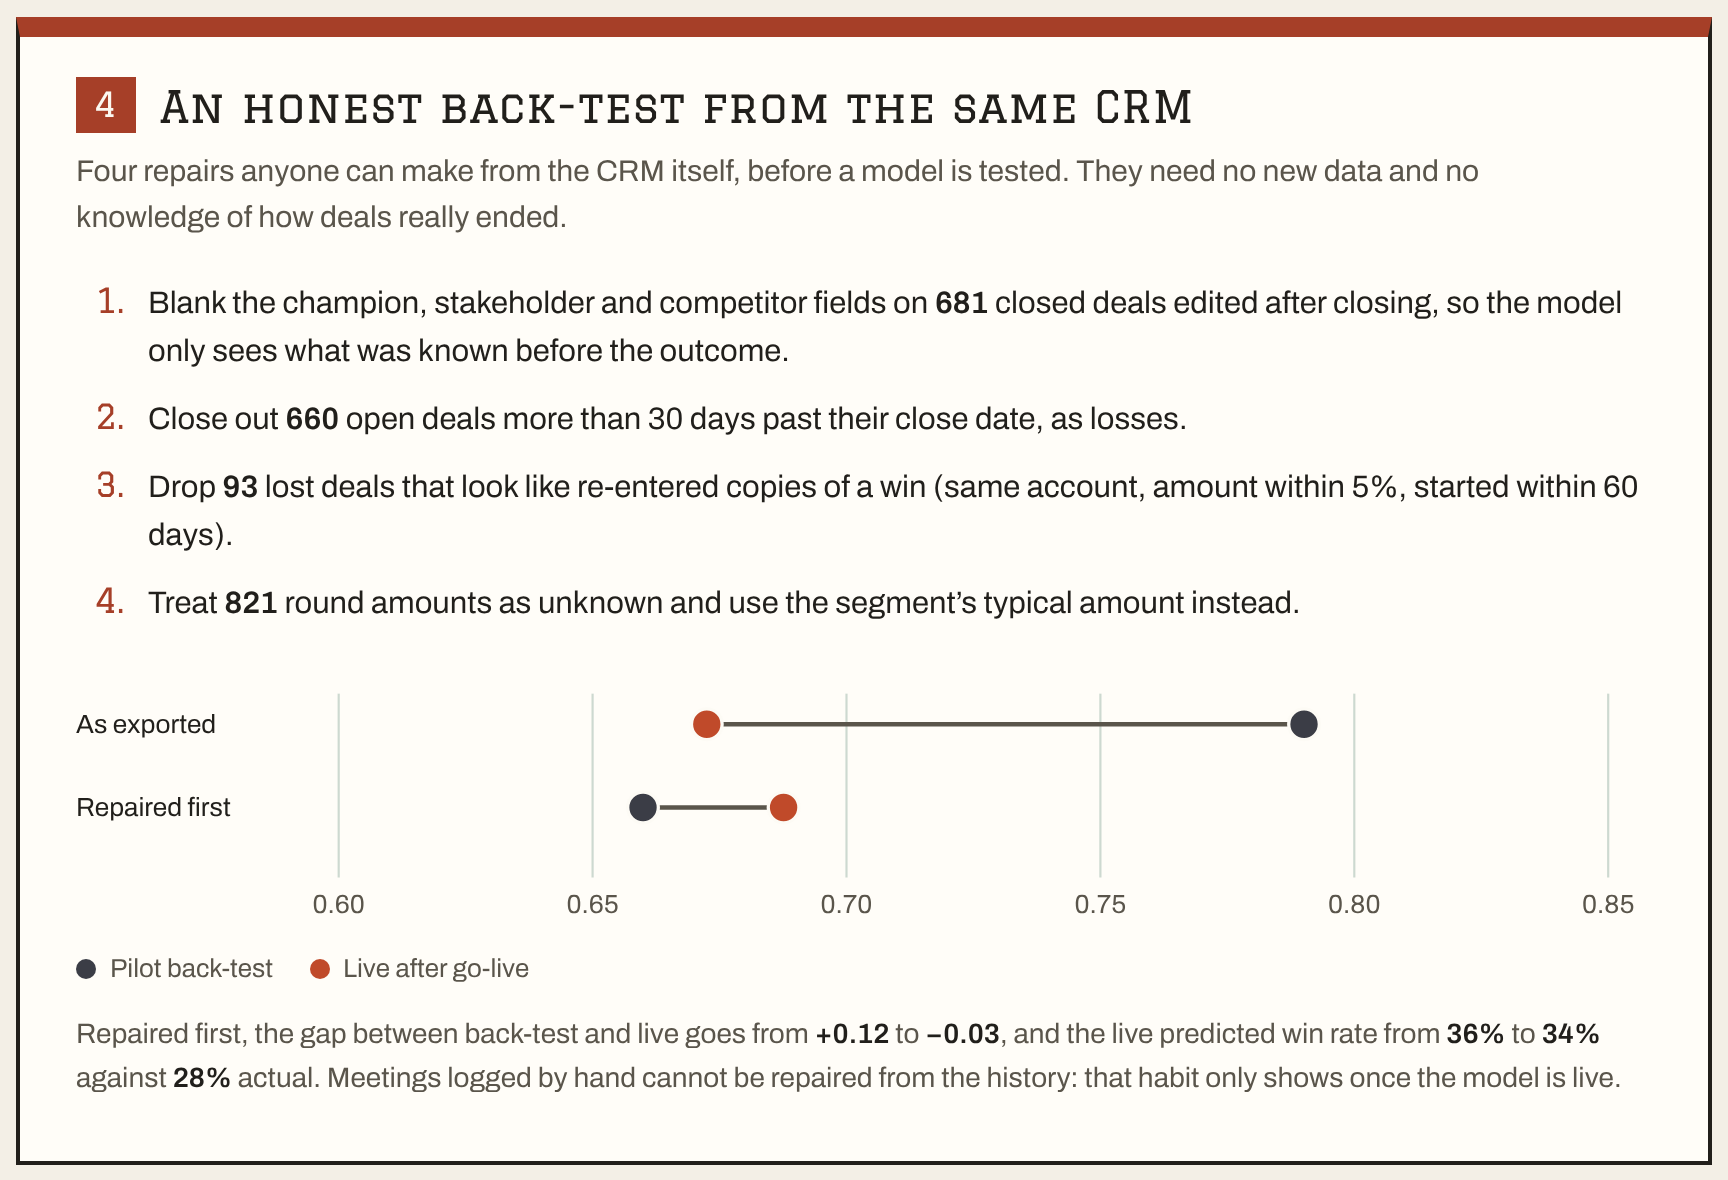 4 An honest back-test from the same CRM
Four repairs anyone can make from the CRM itself, before a model is tested. They need no new data and no
knowledge of how deals really ended.
1. Blank the champion, stakeholder and competitor fields on 681 closed deals edited after closing, so the model
only sees what was known before the outcome.
2. Close out 660 open deals more than 30 days past their close date, as losses.
3. Drop 93 lost deals that look like re-entered copies of a win (same account, amount within 5%, started within 60
days).
4. Treat 821 round amounts as unknown and use the segment’s typical amount instead.
As exported
Repaired first
0.60 0.65 0.70 0.75 0.80 0.85
Pilot back-test Live after go-live
Repaired first, the gap between back-test and live goes from +0.12 to −0.03, and the live predicted win rate from 36% to 34%
against 28% actual. Meetings logged by hand cannot be repaired from the history: that habit only shows once the model is live.